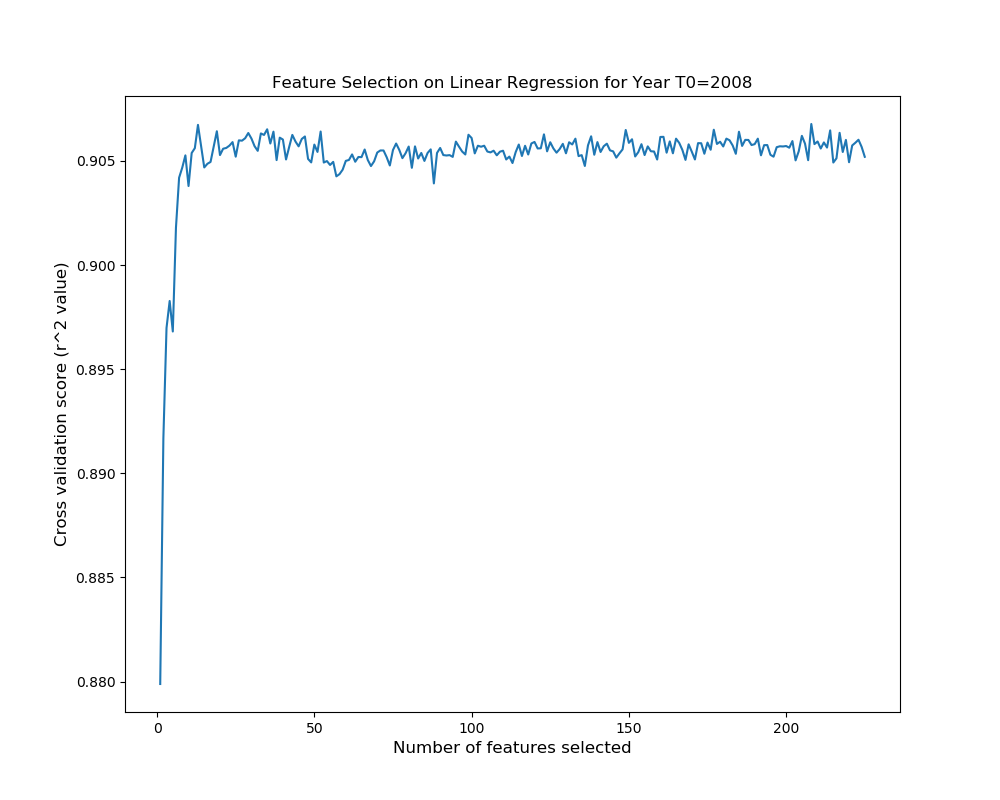 Feature Selection on Linear Regression for Year T0=2008
0.905
0.900
0.895
0.890
0.885
0.880
Cross validation score (r^2 value)
0 50 100 150 200
Number of features selected